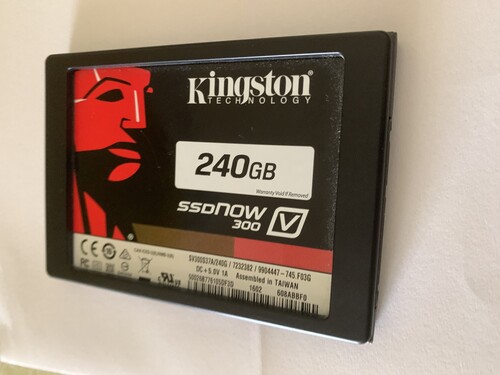 Kingston
TECHNOLOGY
240GB
Warranty Void If Removed
SSDNOW
300 V
SV300S37A/240G / 7232382 / 9904447-745.F03G
DC +5.0V 1A Assembled in TAIWAN
1602 608ABBF0